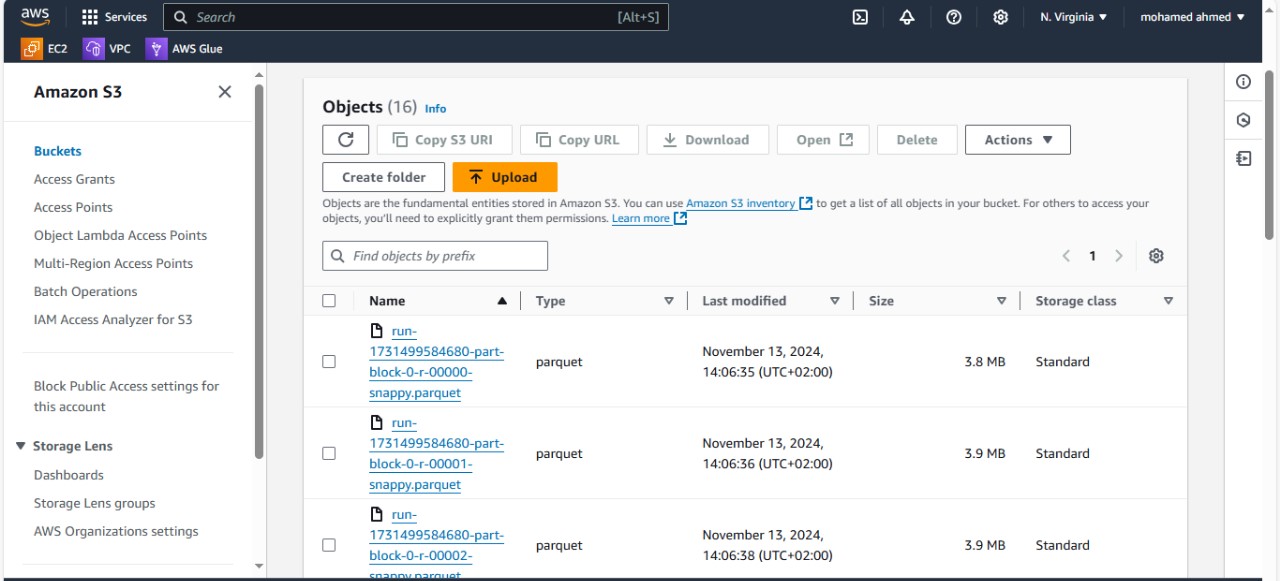 aws
Services
Search
[Alt+S]
N. Virginia
mohamed ahmed
EC2
VPC
AWS Glue
Amazon S3
Buckets
Access Grants
Access Points
Object Lambda Access Points
Multi-Region Access Points
Batch Operations
IAM Access Analyzer for S3
Block Public Access settings for
this account
Storage Lens
Dashboards
Storage Lens groups
AWS Organizations settings
Objects (16) Info
Copy S3 URI
Copy URL
Download
Open
Delete
Actions
Create folder
Upload
Objects are the fundamental entities stored in Amazon S3. You can use Amazon S3 inventory to get a list of all objects in your bucket. For others to access your
objects, you'll need to explicitly grant them permissions. Learn more
Find objects by prefix
1
Name
Type
Last modified
Size
Storage class
run-
1731499584680-part-
block-0-r-00000-
snappy.parquet
parquet
November 13, 2024,
14:06:35 (UTC+02:00)
3.8 MB
Standard
run-
1731499584680-part-
block-0-r-00001-
snappy.parquet
parquet
November 13, 2024,
14:06:36 (UTC+02:00)
3.9 MB
Standard
run-
1731499584680-part-
block-0-r-00002-
snappy.parquet
parquet
November 13, 2024,
14:06:38 (UTC+02:00)
3.9 MB
Standard